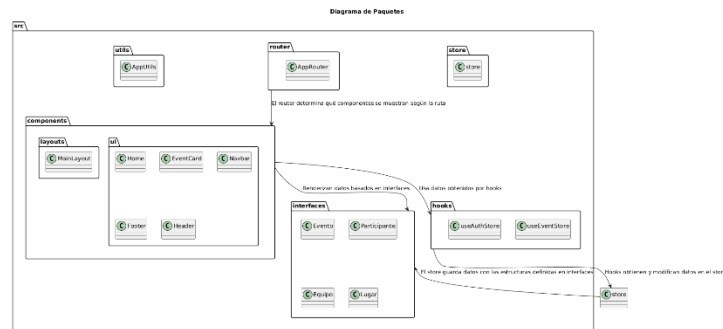 Diagrama de Paquetes
src
utils
AppUtils
router
AppRouter
store
store
El router determina qué componentes se muestran según la ruta
components
layouts
MainLayout
ui
Home
EventCard
Navbar
Footer
Header
Renderizan datos basados en interfaces
Usa datos obtenidos por hooks
interfaces
Evento
Participante
Equipo
Lugar
hooks
useAuthStore
useEventStore
El store guarda datos con las estructuras definidas en interfaces
Hooks obtienen y modifican datos en el stor
store